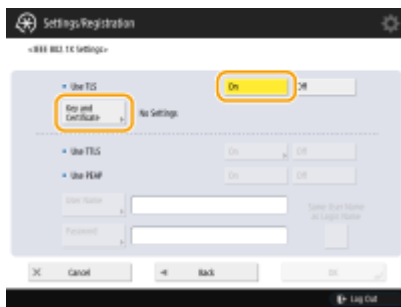 Settings/Registration
<IEEE 802.1X Settings>
Use TLS
On
Off
Key and
Certificate
No Settings
Use TTLS
On
Off
Use PEAP
On
Off
User Name
Same User Name
as Login Name
Password
Cancel
Back
OK
Log Out